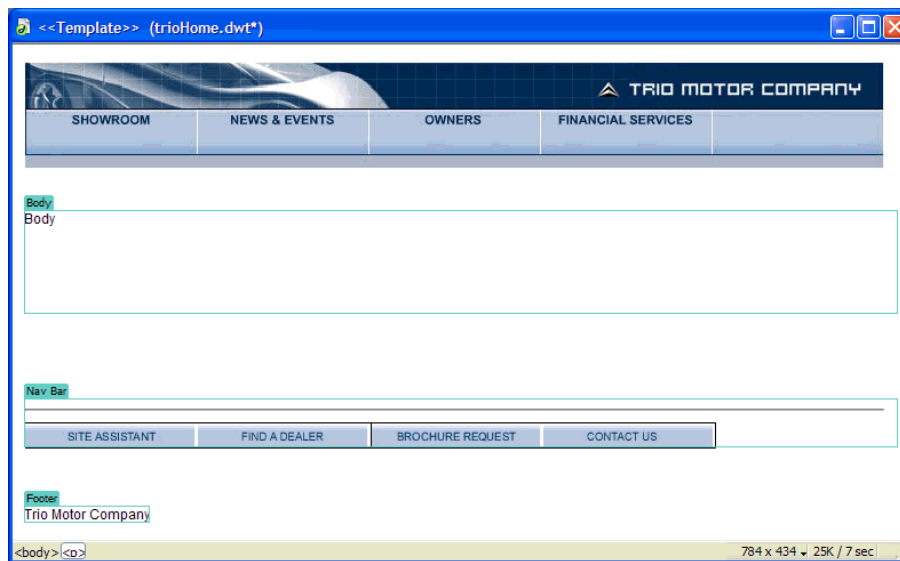 <<Template>> (trioHome.dwt*)
TRIO MOTOR COMPANY
SHOWROOM NEWS & EVENTS OWNERS FINANCIAL SERVICES
Body
Body
Nav Bar
SITE ASSISTANT FIND A DEALER BROCHURE REQUEST CONTACT US
Footer
Trio Motor Company
<body> <p> 784 x 434 25K / 7 sec